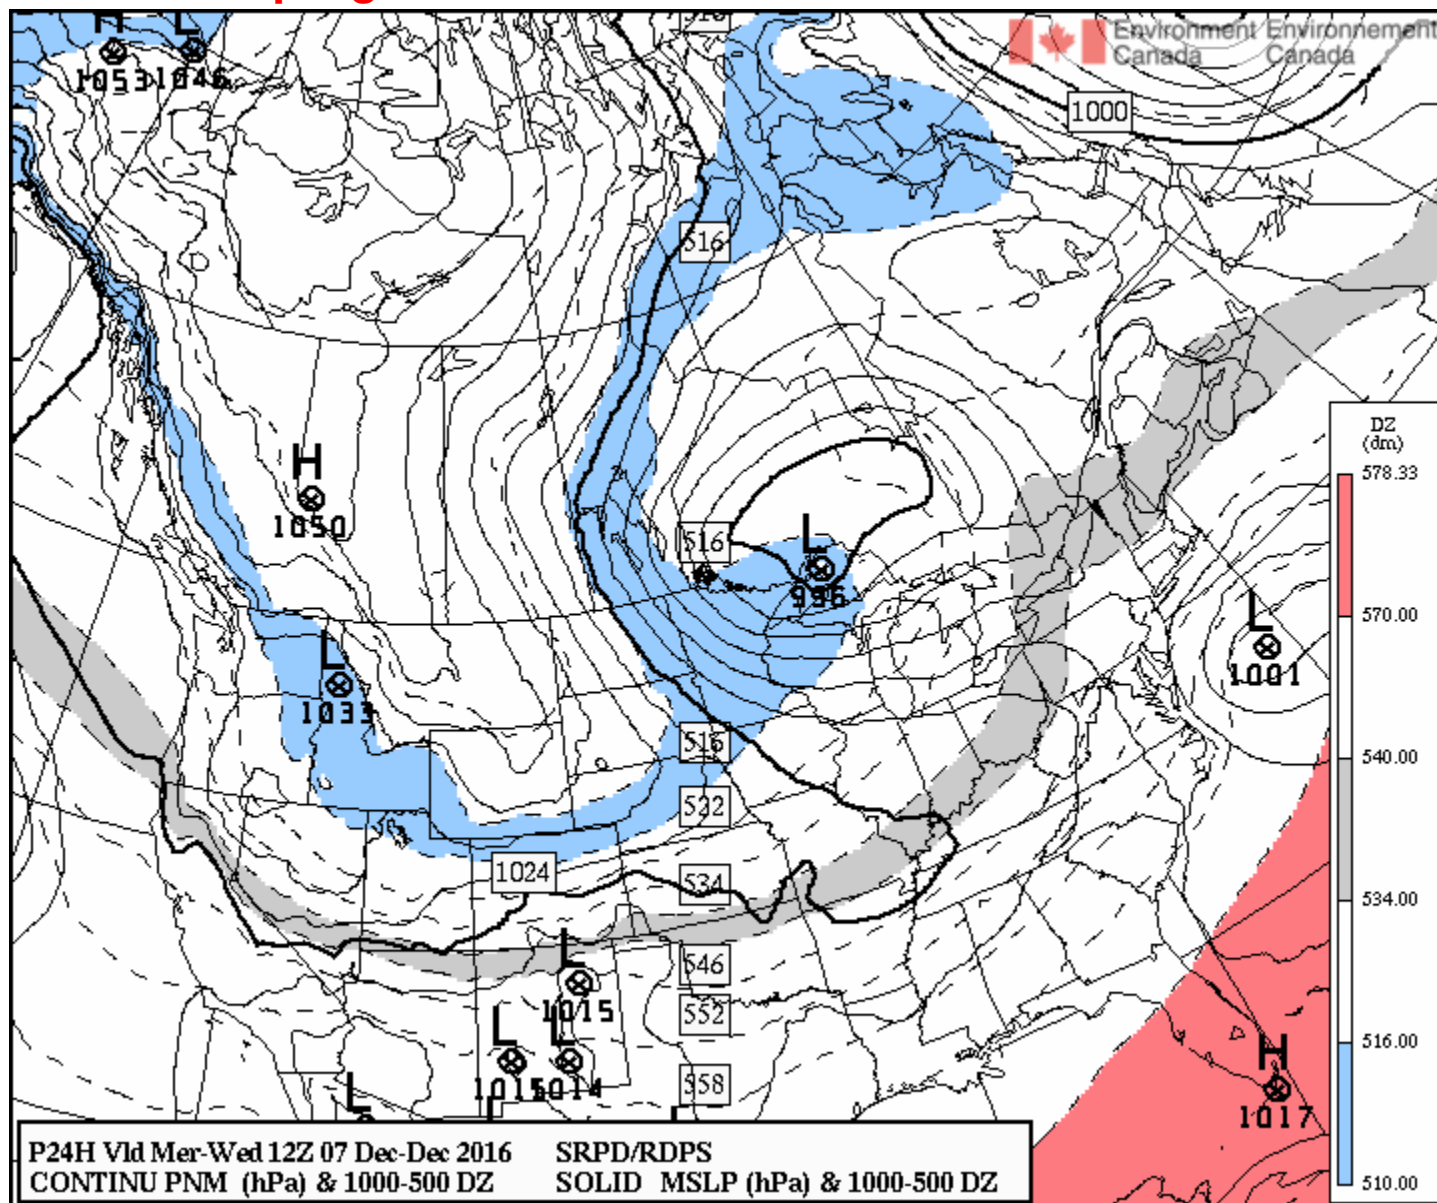 H L
1053 1046
Environment Environnement
Canada Canada
1000
516
H
1050
516
L
996
L
1033
L
1001
516
522
1024
534
L
1015
546
552
L L
1014
558
H
1017
L
L
DZ
(dm)
578.33
570.00
540.00
534.00
516.00
510.00
P24H Vld Mer-Wed 12Z 07 Dec-Dec 2016 SRPD/RDPS
CONTINU PNM (hPa) & 1000-500 DZ SOLID MSLP (hPa) & 1000-500 DZ